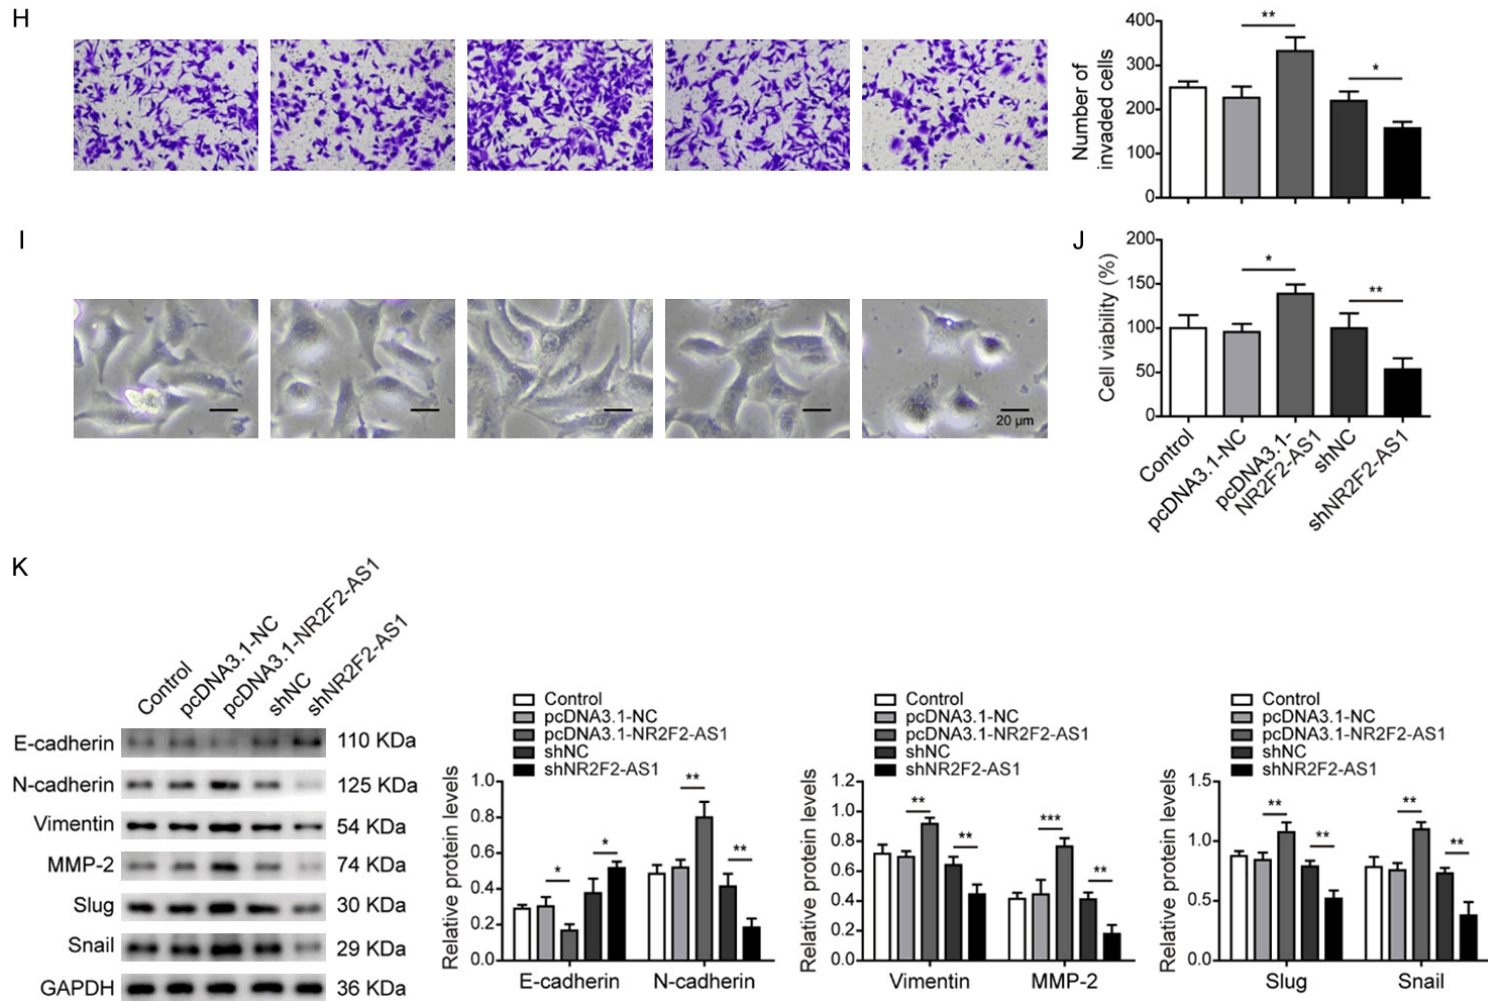 H
**
*
400
300
200
100
0
Number of
invaded cells
I
20 µm
J
*
**
200
150
100
50
0
Cell viability (%)
Control
pcDNA3.1-NC
pcDNA3.1-
NR2F2-AS1
shNC
shNR2F2-AS1
K
Control
pcDNA3.1-NC
pcDNA3.1-NR2F2-AS1
shNC
shNR2F2-AS1
E-cadherin 110 KDa
N-cadherin 125 KDa
Vimentin 54 KDa
MMP-2 74 KDa
Slug 30 KDa
Snail 29 KDa
GAPDH 36 KDa
Control
pcDNA3.1-NC
pcDNA3.1-NR2F2-AS1
shNC
shNR2F2-AS1
Relative protein levels
1.0
0.8
0.6
0.4
0.2
0.0
*
*
**
**
E-cadherin N-cadherin
Control
pcDNA3.1-NC
pcDNA3.1-NR2F2-AS1
shNC
shNR2F2-AS1
Relative protein levels
1.2
1.0
0.8
0.6
0.4
0.2
0.0
**
**
***
**
Vimentin MMP-2
Control
pcDNA3.1-NC
pcDNA3.1-NR2F2-AS1
shNC
shNR2F2-AS1
Relative protein levels
1.5
1.0
0.5
0.0
**
**
**
**
Slug Snail